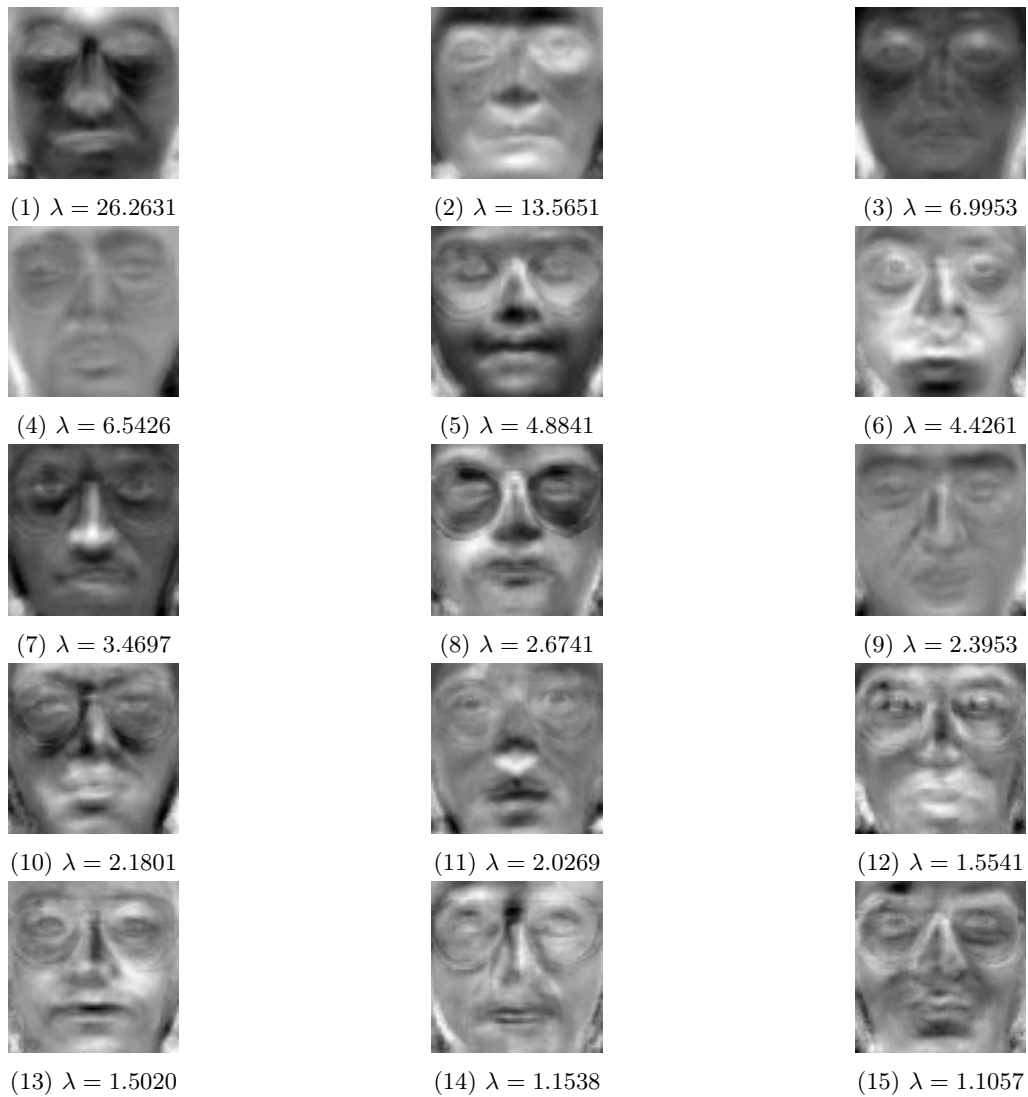 (1) λ = 26.2631
(2) λ = 13.5651
(3) λ = 6.9953
(4) λ = 6.5426
(5) λ = 4.8841
(6) λ = 4.4261
(7) λ = 3.4697
(8) λ = 2.6741
(9) λ = 2.3953
(10) λ = 2.1801
(11) λ = 2.0269
(12) λ = 1.5541
(13) λ = 1.5020
(14) λ = 1.1538
(15) λ = 1.1057